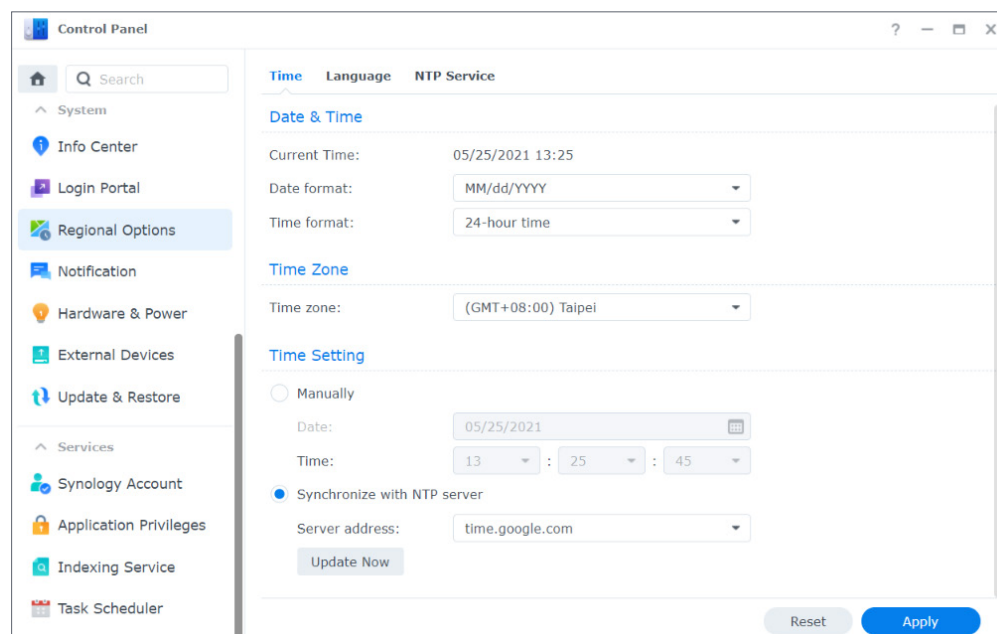 Control Panel
?
Search
System
Info Center
Login Portal
Regional Options
Notification
Hardware & Power
External Devices
Update & Restore
Services
Synology Account
Application Privileges
Indexing Service
Task Scheduler
Time Language NTP Service
Date & Time
Current Time: 05/25/2021 13:25
Date format: MM/dd/YYYY
Time format: 24-hour time
Time Zone
Time zone: (GMT+08:00) Taipei
Time Setting
Manually
Date: 05/25/2021
Time: 13 : 25 : 45
Synchronize with NTP server
Server address: time.google.com
Update Now
Reset Apply